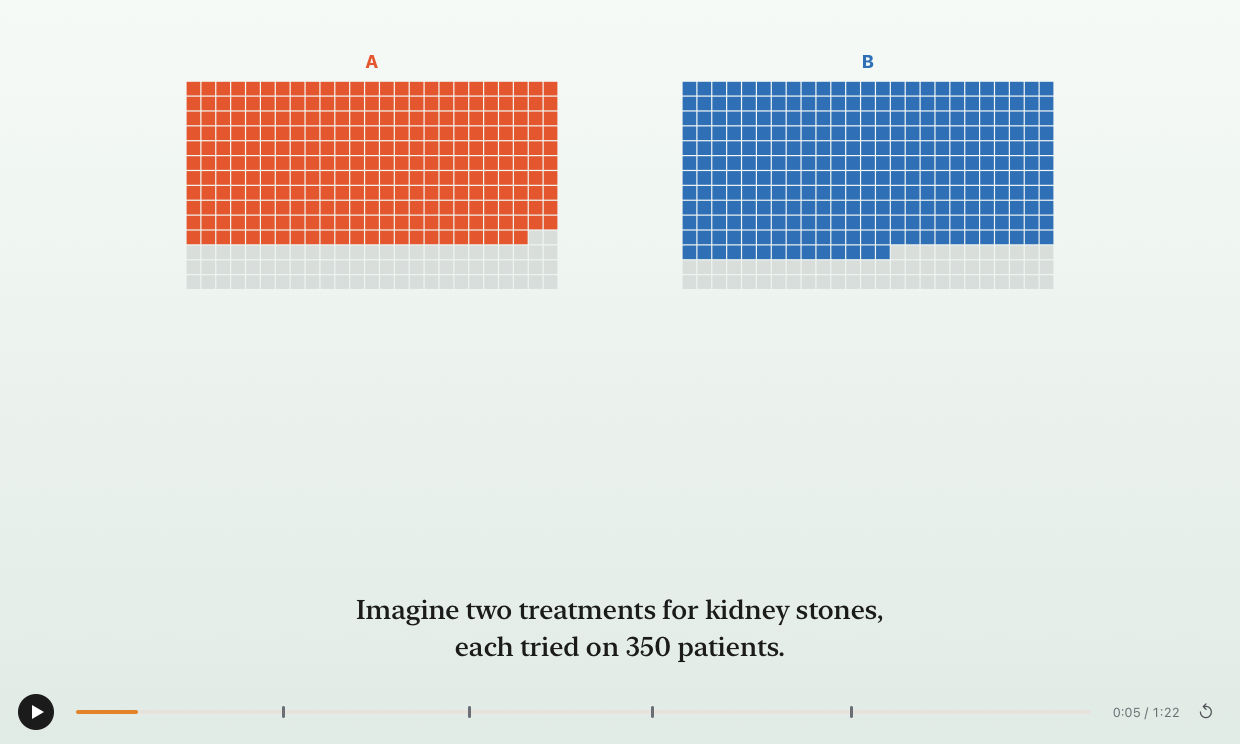 A
B
Imagine two treatments for kidney stones,
each tried on 350 patients.
0:05 / 1:22